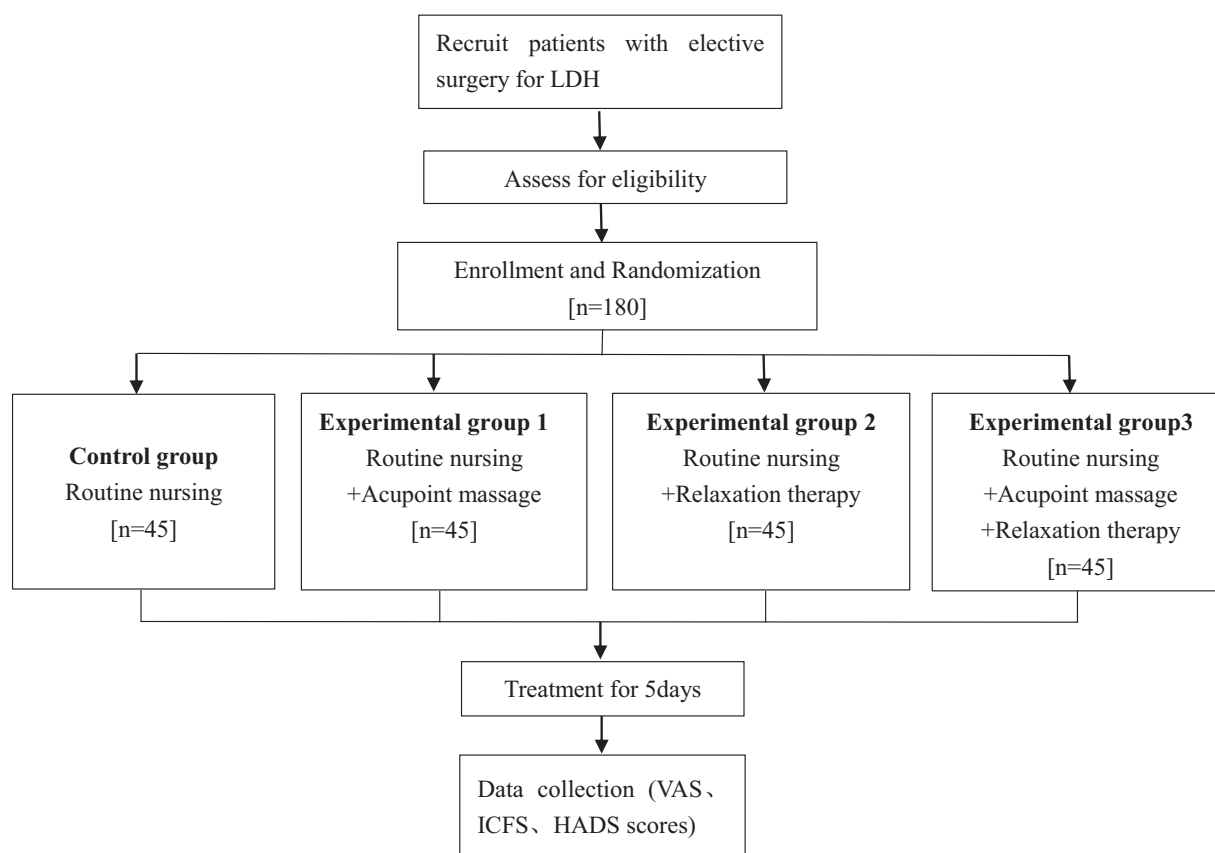 Recruit patients with elective
surgery for LDH
Assess for eligibility
Enrollment and Randomization
[n=180]
Control group
Routine nursing
[n=45]
Experimental group 1
Routine nursing
+Acupoint massage
[n=45]
Experimental group 2
Routine nursing
+Relaxation therapy
[n=45]
Experimental group3
Routine nursing
+Acupoint massage
+Relaxation therapy
[n=45]
Treatment for 5days
Data collection (VAS、
ICFS、HADS scores)